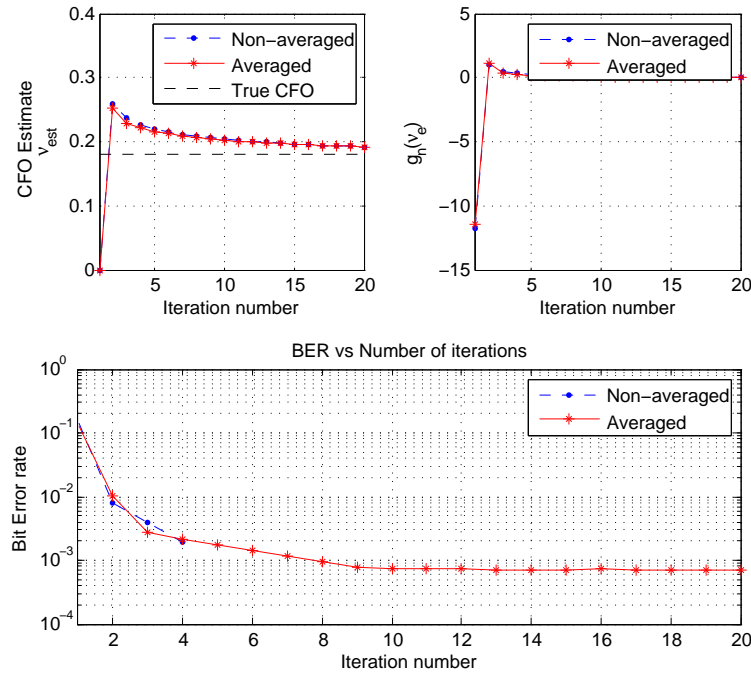 0.4
0.3
0.2
0.1
0
5
10
15
20
Iteration number
CFO Estimate
ν_est
Non−averaged
Averaged
True CFO
5
0
−5
−10
−15
5
10
15
20
Iteration number
g_n(ν_e)
Non−averaged
Averaged
BER vs Number of iterations
10^0
10^−1
10^−2
10^−3
10^−4
2
4
6
8
10
12
14
16
18
20
Iteration number
Bit Error rate
Non−averaged
Averaged